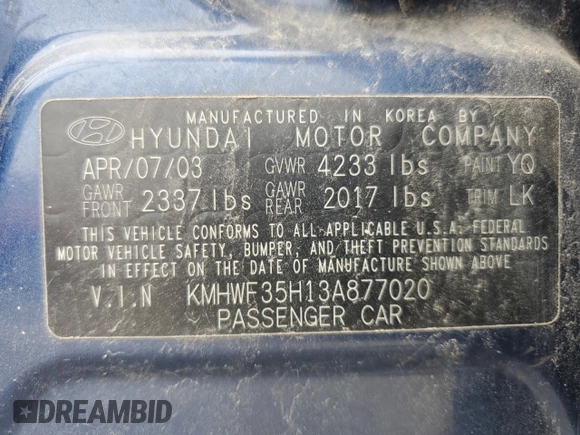 MANUFACTURED IN KOREA BY
HYUNDAI MOTOR COMPANY
APR/07/03 GVWR 4233 lbs PAINT YQ
GAWR FRONT 2337 lbs GAWR REAR 2017 lbs TRIM LK
THIS VEHICLE CONFORMS TO ALL APPLICABLE U.S.A. FEDERAL
MOTOR VEHICLE SAFETY, BUMPER, AND THEFT PREVENTION STANDARDS
IN EFFECT ON THE DATE OF MANUFACTURE SHOWN ABOVE
V.I.N KMHWF35H13A877020
PASSENGER CAR
DREAMBID